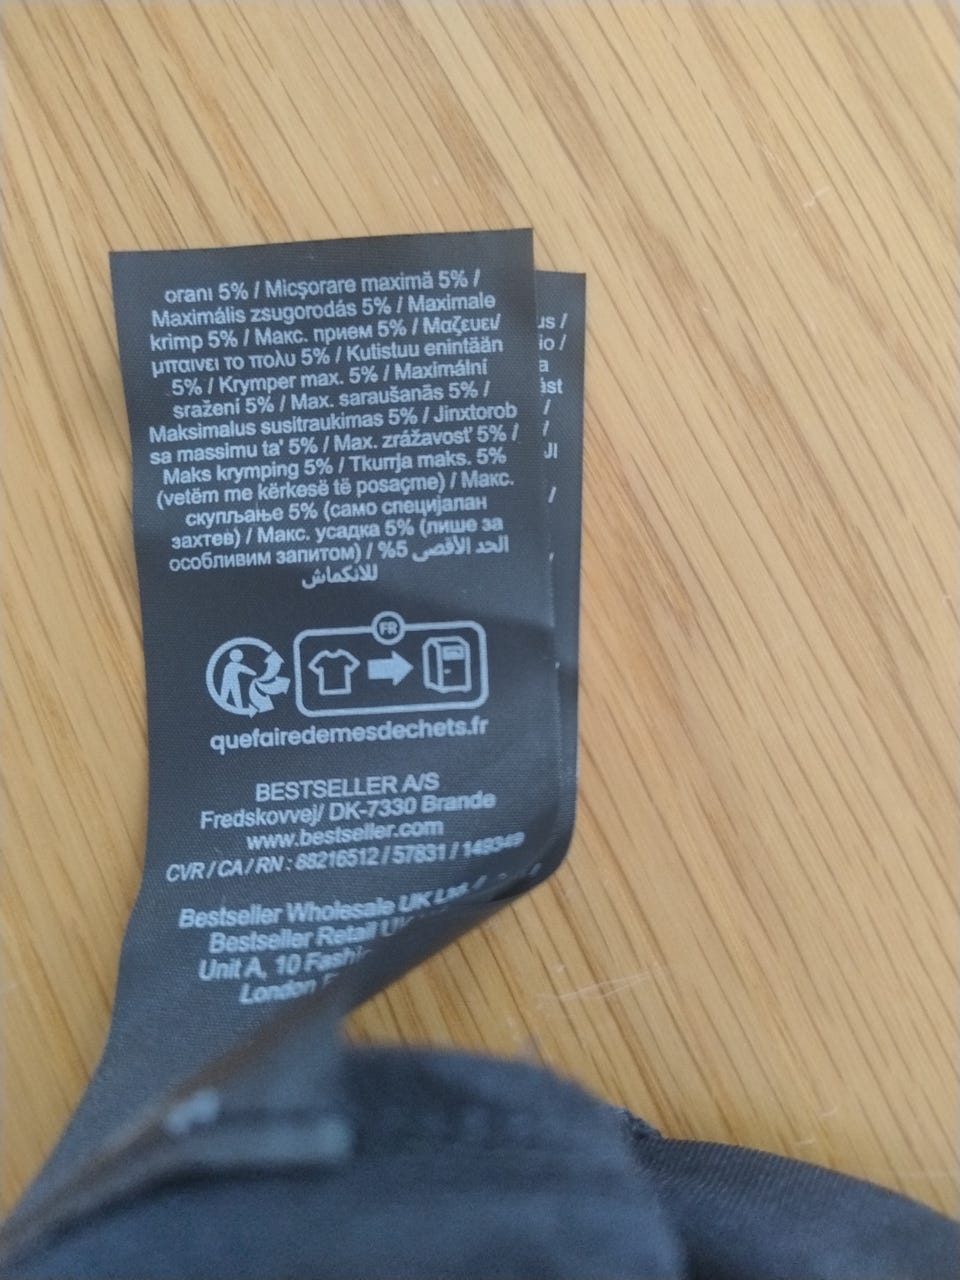 oranı 5% / Micşorare maximă 5% /
Maximális zsugorodás 5% / Maximale
krimp 5% / Макс. прием 5% / Μαζευει/
μπαινει το πολυ 5% / Kutistuu enintään
5% / Krymper max. 5% / Maximální
sražení 5% / Max. saraušanās 5% /
Maksimalus susitraukimas 5% / Jinxtorob
sa massimu ta' 5% / Max. zrážavosť 5% /
Maks krymping 5% / Tkurrja maks. 5%
(vetëm me kërkesë të posaçme) / Макс.
скупљање 5% (само специјалан
захтев) / Макс. усадка 5% (лише за
особливим запитом) / %5 الحد الأقصى
للانكماش
FR
quefairedemesdechets.fr
BESTSELLER A/S
Fredskovvej/ DK-7330 Brande
www.bestseller.com
CVR / CA / RN : 88216512 / 57831 / 149349
Bestseller Wholesale UK
Bestseller Retail
Unit A, 10
London
us /
io /
a
ást
/
/
/
/